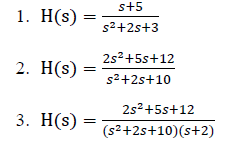 1. H(s) = (s+5)/(s²+2s+3)
2. H(s) = (2s²+5s+12)/(s²+2s+10)
3. H(s) = (2s²+5s+12)/((s²+2s+10)(s+2))